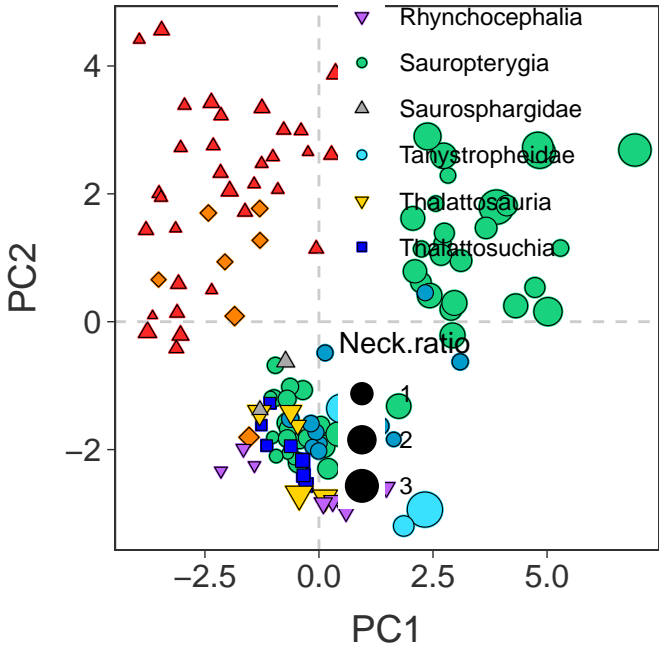 Rhynchocephalia
Sauropterygia
Saurosphargidae
Tanystropheidae
Thalattosauria
Thalattosuchia
Neck.ratio
1
2
3
4
2
0
−2
−2.5
0.0
2.5
5.0
PC1
PC2